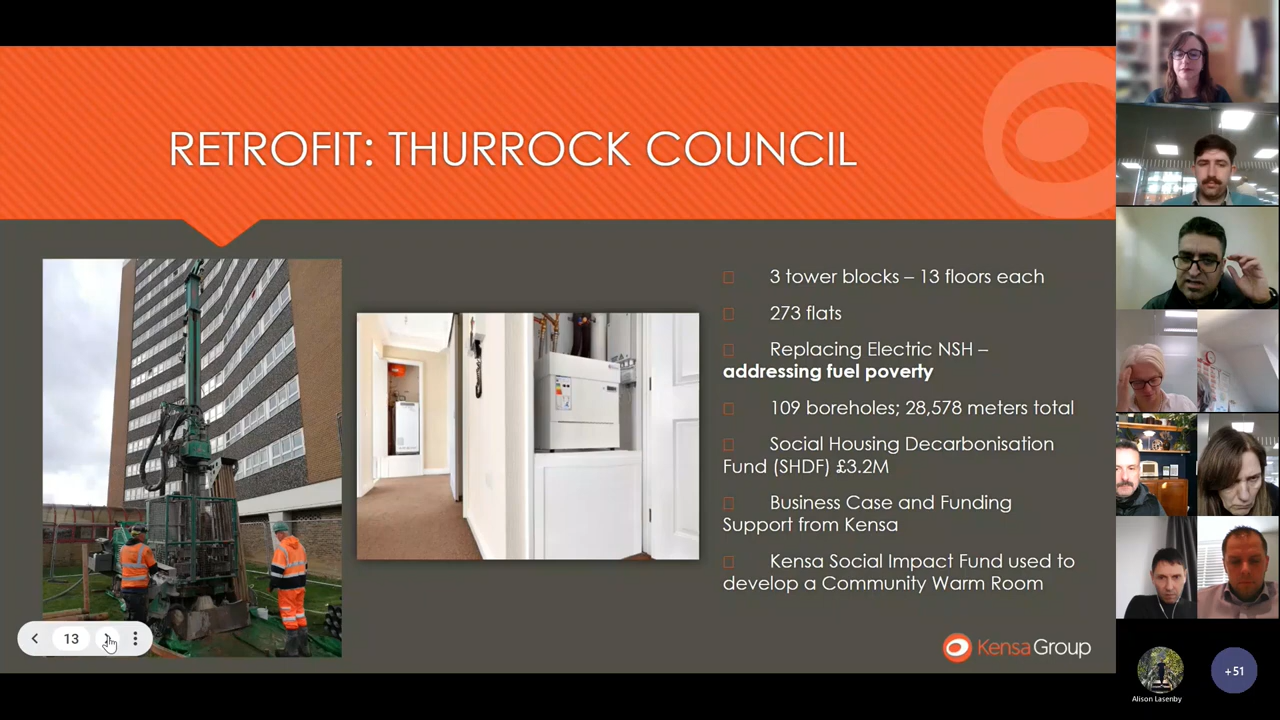 RETROFIT: THURROCK COUNCIL
3 tower blocks – 13 floors each
273 flats
Replacing Electric NSH –
addressing fuel poverty
109 boreholes; 28,578 meters total
Social Housing Decarbonisation
Fund (SHDF) £3.2M
Business Case and Funding
Support from Kensa
Kensa Social Impact Fund used to
develop a Community Warm Room
13
KensaGroup
Alison Lasenby
+51